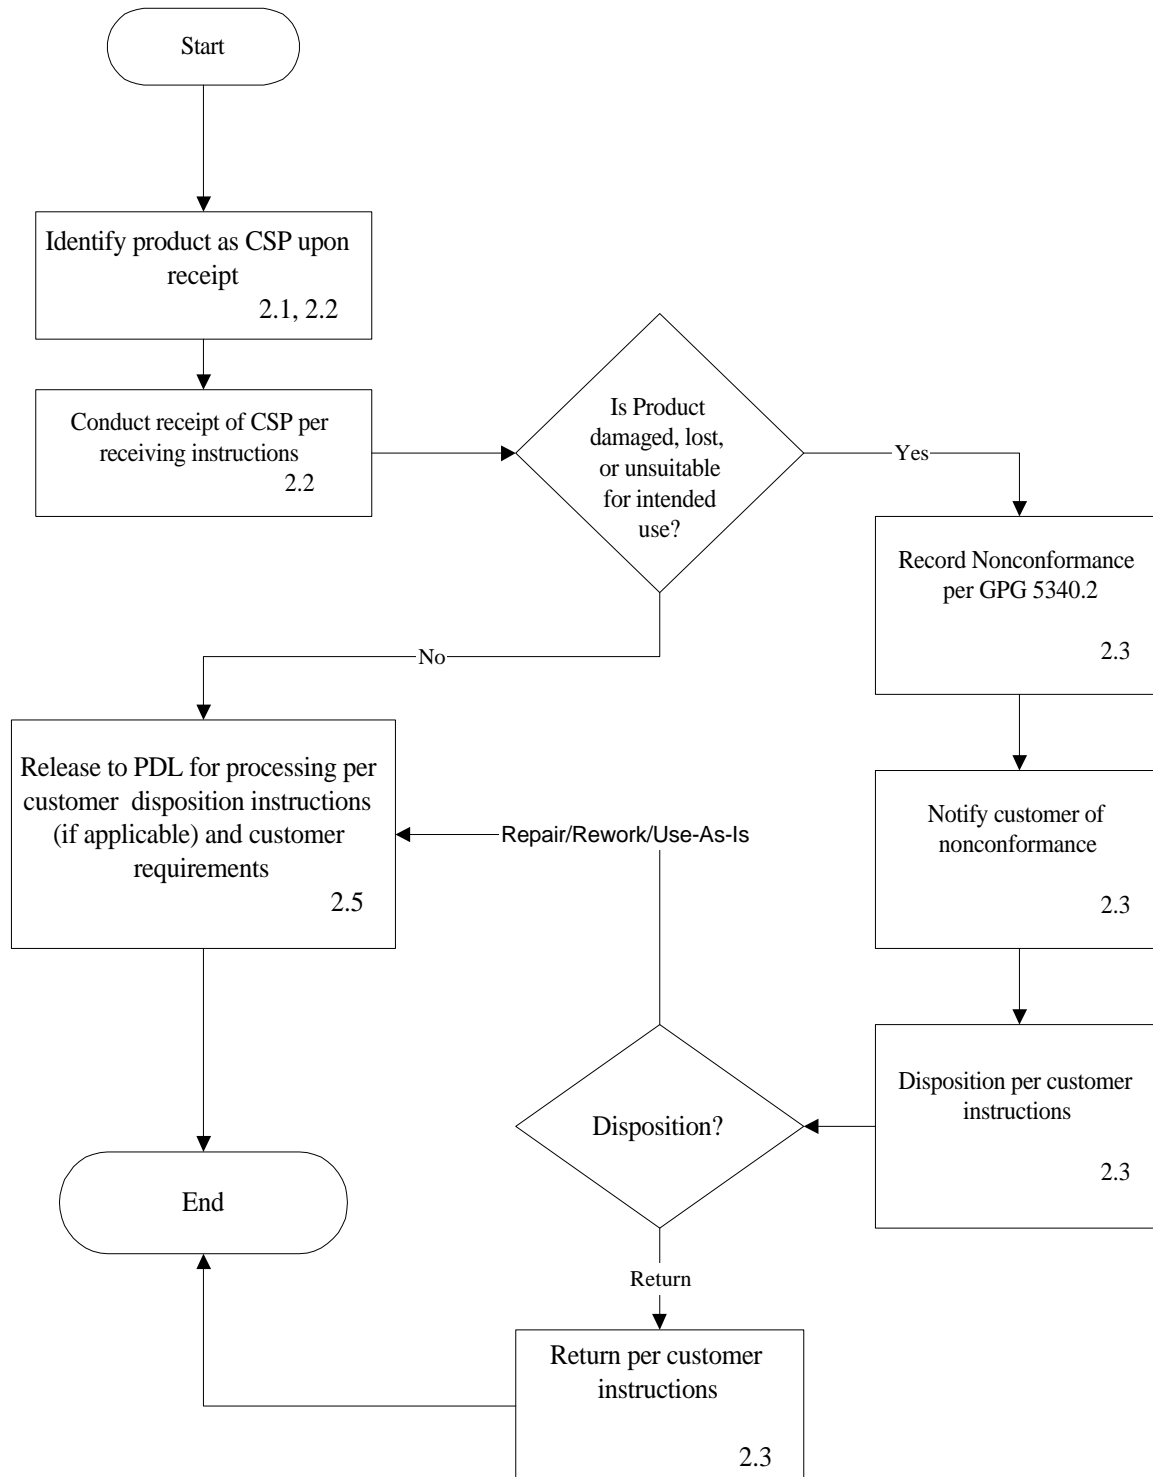 Start
Identify product as CSP upon
receipt
2.1, 2.2
Conduct receipt of CSP per
receiving instructions
2.2
Is Product
damaged, lost,
or unsuitable
for intended
use?
Yes
Record Nonconformance
per GPG 5340.2
2.3
No
Release to PDL for processing per
customer disposition instructions
(if applicable) and customer
requirements
2.5
Repair/Rework/Use-As-Is
Notify customer of
nonconformance
2.3
Disposition per customer
instructions
2.3
Disposition?
End
Return
Return per customer
instructions
2.3